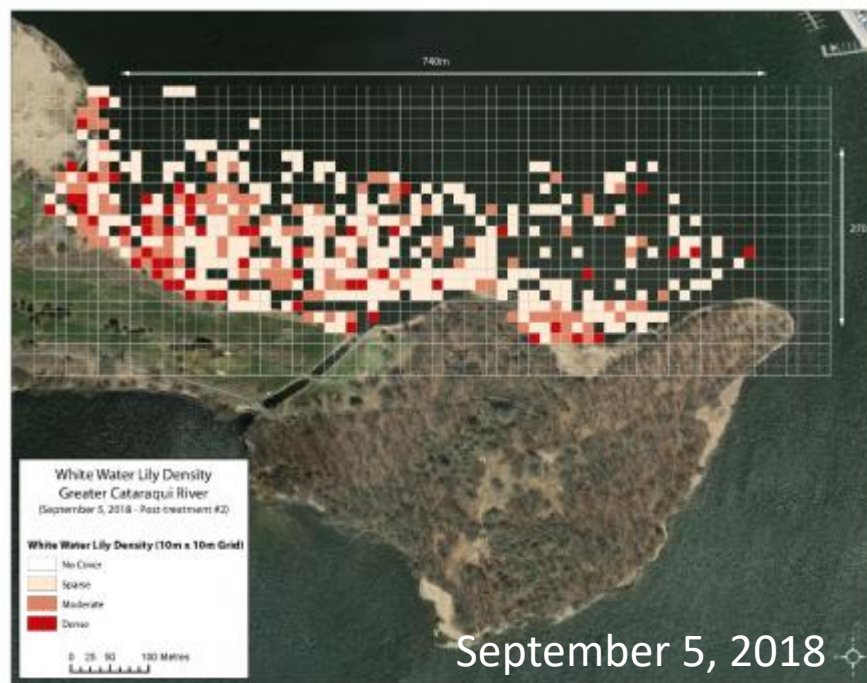 740m
270
White Water Lily Density
Greater Cataraqui River
(September 5, 2018 - Post-treatment #2)
White Water Lily Density (10m x 10m Grid)
No Cover
Sparse
Moderate
Dense
0 25 50 100 Metres
September 5, 2018